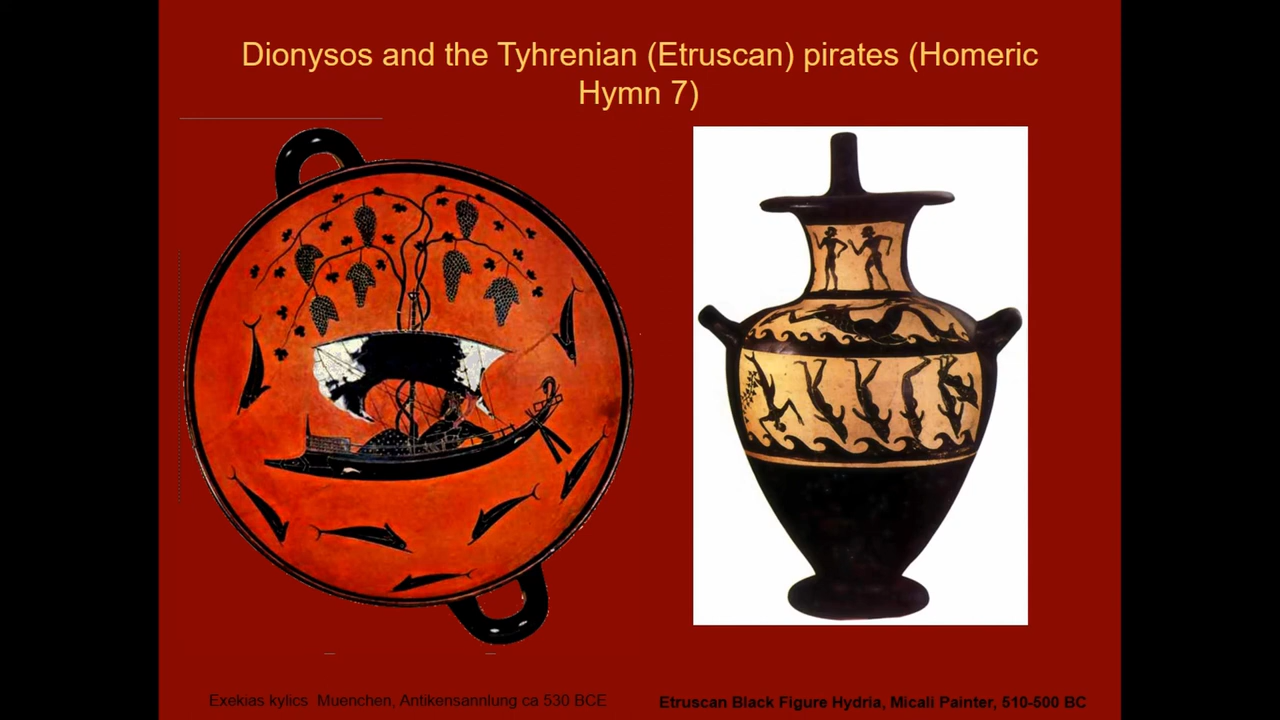 Dionysos and the Tyhrenian (Etruscan) pirates (Homeric
Hymn 7)
Exekias kylics Muenchen, Antikensannlung ca 530 BCE
Etruscan Black Figure Hydria, Micali Painter, 510-500 BC